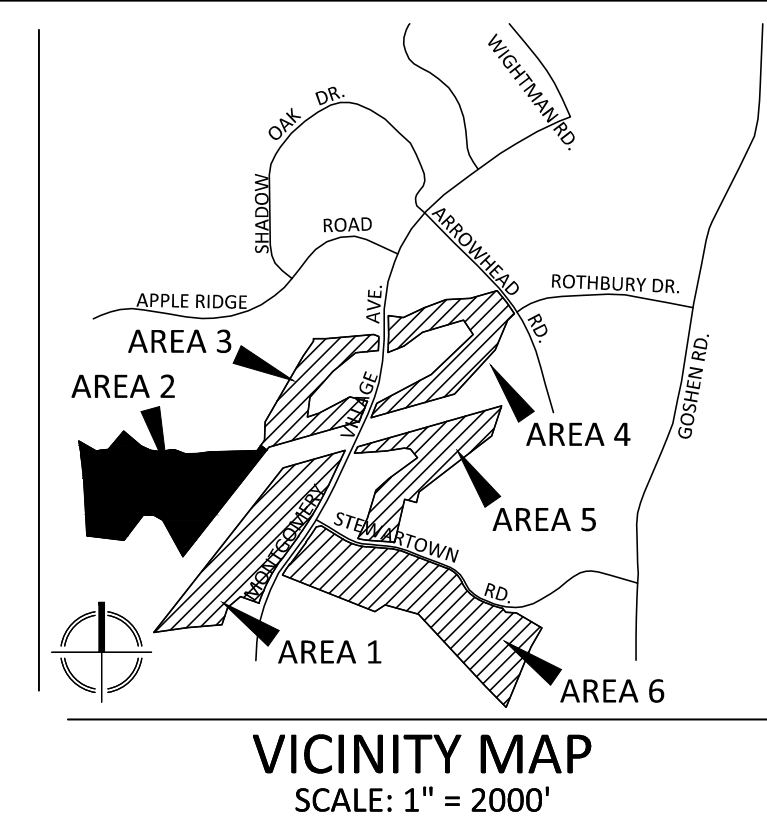 WIGHTMAN RD.
SHADOW OAK DR.
APPLE RIDGE ROAD
ARROWHEAD RD.
ROTHBURY DR.
GOSHEN RD.
MONTGOMERY VILLAGE AVE.
STEWARTOWN RD.
AREA 3
AREA 2
AREA 4
AREA 5
AREA 1
AREA 6
VICINITY MAP
SCALE: 1" = 2000'